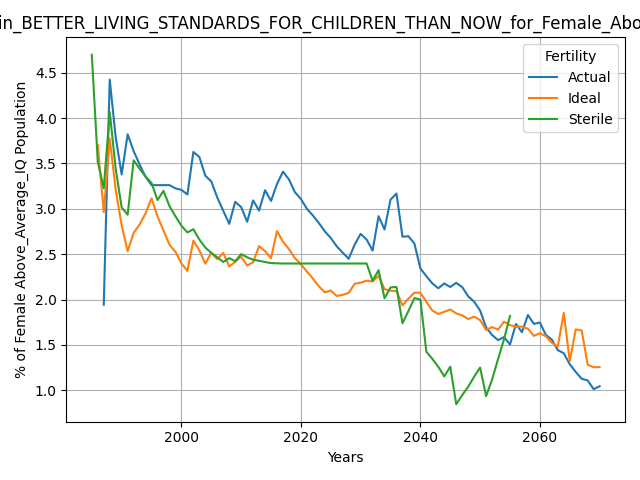 in_BETTER_LIVING_STANDARDS_FOR_CHILDREN_THAN_NOW_for_Female_Abo
% of Female Above_Average_IQ Population
4.5
4.0
3.5
3.0
2.5
2.0
1.5
1.0
Fertility
Actual
Ideal
Sterile
2000
2020
2040
2060
Years